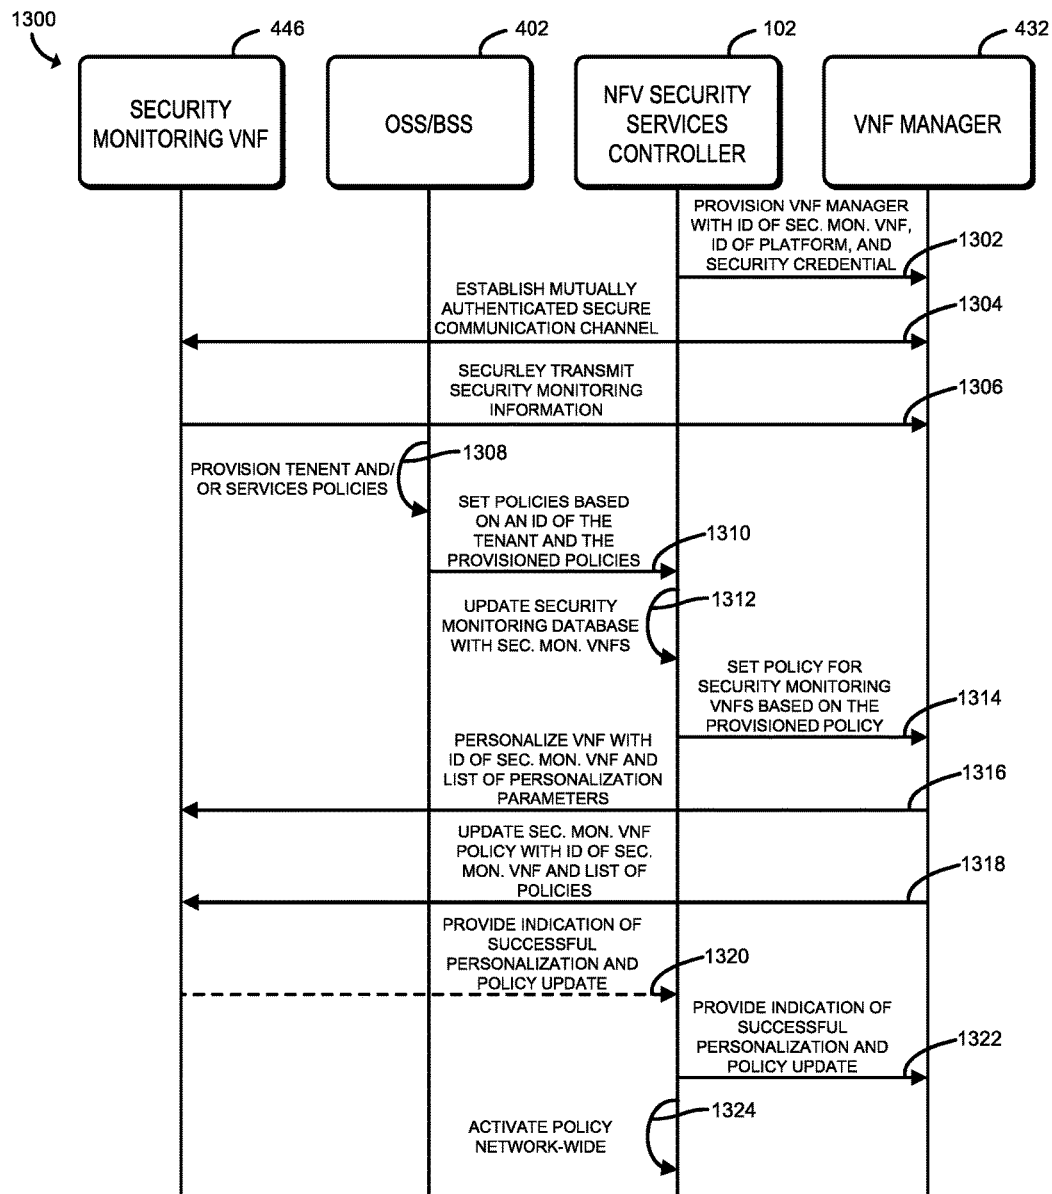 1300
446
402
102
432
SECURITY
MONITORING VNF
OSS/BSS
NFV SECURITY
SERVICES
CONTROLLER
VNF MANAGER
PROVISION VNF MANAGER
WITH ID OF SEC. MON. VNF,
ID OF PLATFORM, AND
SECURITY CREDENTIAL
1302
ESTABLISH MUTUALLY
AUTHENTICATED SECURE
COMMUNICATION CHANNEL
1304
SECURLEY TRANSMIT
SECURITY MONITORING
INFORMATION
1306
1308
PROVISION TENENT AND/
OR SERVICES POLICIES
SET POLICIES BASED
ON AN ID OF THE
TENANT AND THE
PROVISIONED POLICIES
1310
1312
UPDATE SECURITY
MONITORING DATABASE
WITH SEC. MON. VNFS
SET POLICY FOR
SECURITY MONITORING
VNFS BASED ON THE
PROVISIONED POLICY
1314
PERSONALIZE VNF WITH
ID OF SEC. MON. VNF AND
LIST OF PERSONALIZATION
PARAMETERS
1316
UPDATE SEC. MON. VNF
POLICY WITH ID OF SEC.
MON. VNF AND LIST OF
POLICIES
1318
PROVIDE INDICATION OF
SUCCESSFUL
PERSONALIZATION AND
POLICY UPDATE
1320
PROVIDE INDICATION OF
SUCCESSFUL
PERSONALIZATION AND
POLICY UPDATE
1322
1324
ACTIVATE POLICY
NETWORK-WIDE